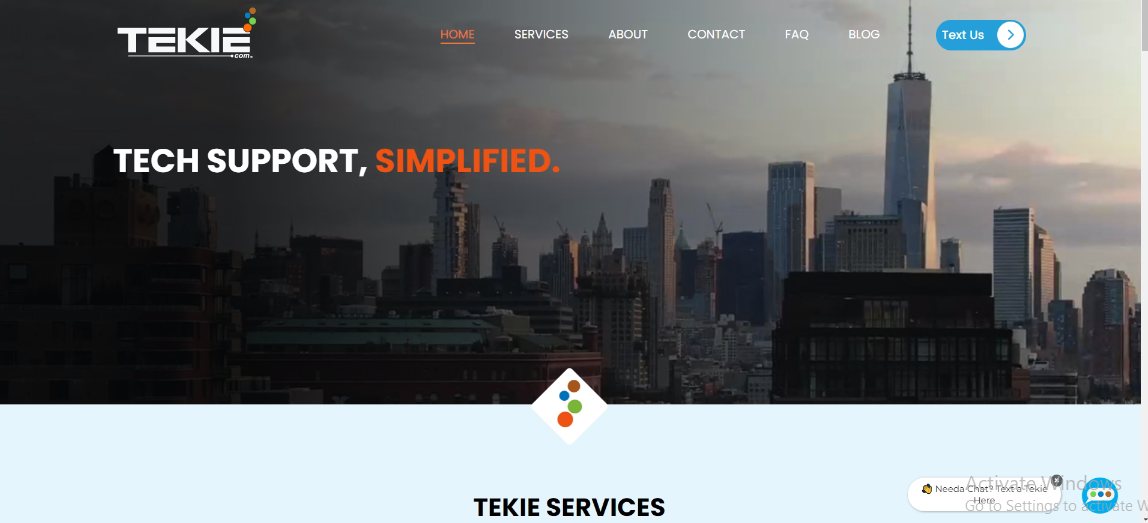 TEKIE
.com
HOME
SERVICES
ABOUT
CONTACT
FAQ
BLOG
Text Us
TECH SUPPORT, SIMPLIFIED.
TEKIE SERVICES
Needa Chat? Text a Tekie
Here
Activate Windows
Go to Settings to activate W